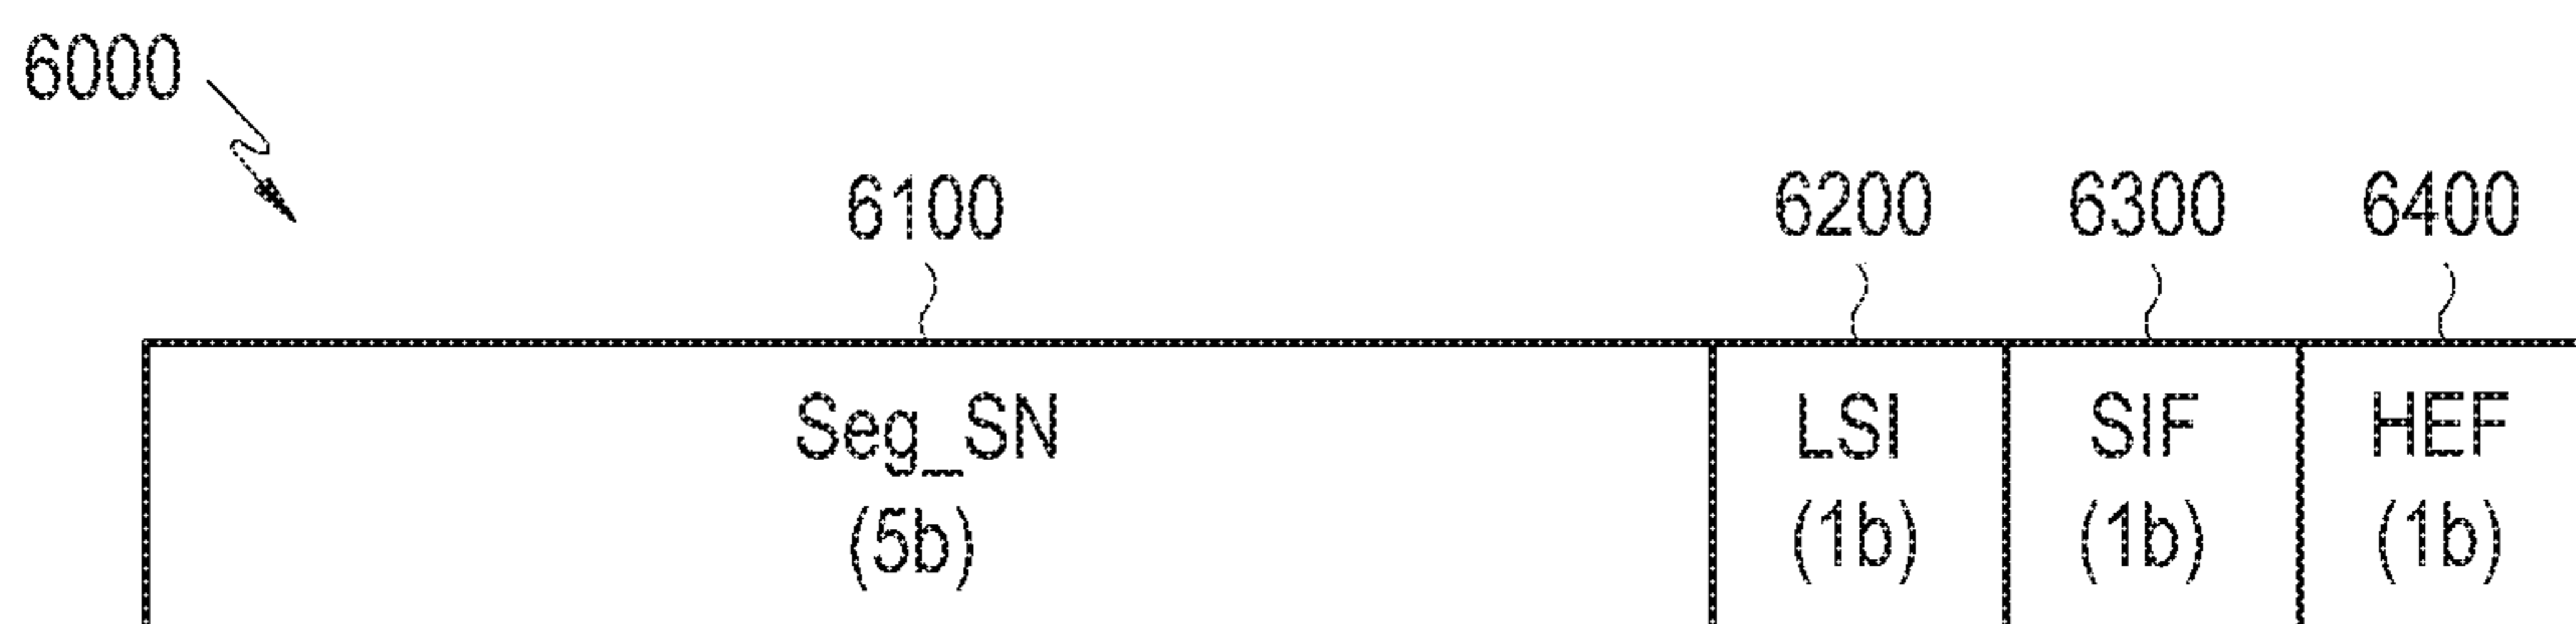 6000
6100 6200 6300 6400
Seg_SN LSI SIF HEF
(5b) (1b) (1b) (1b)